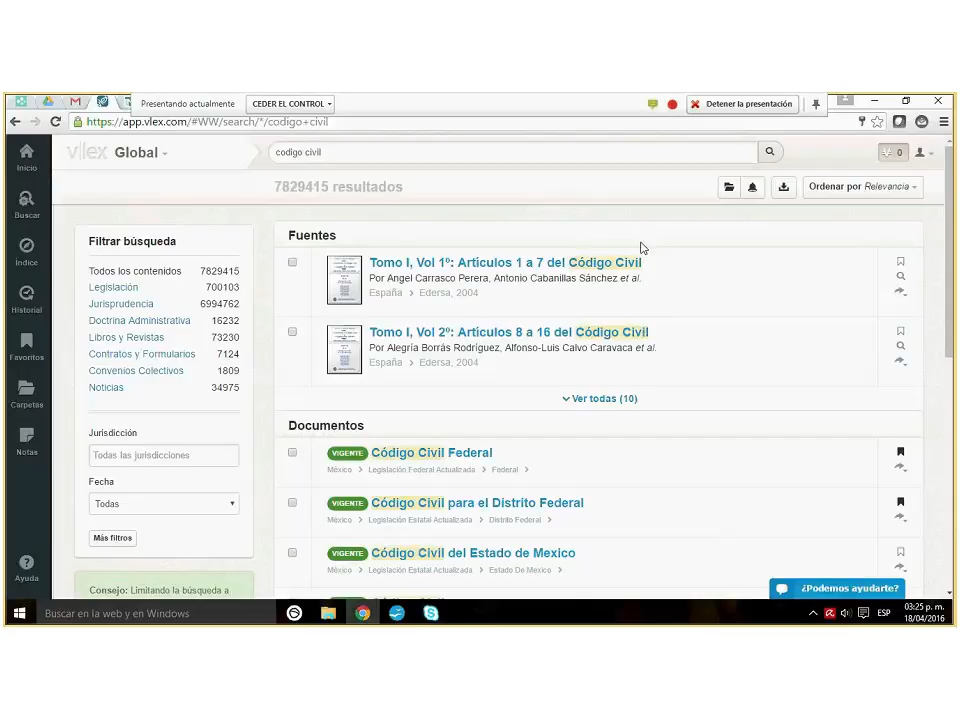 Presentando actualmente
CEDER EL CONTROL
Detener la presentación
https://app.vlex.com/#WW/search/*/codigo+civil
vlex Global
codigo civil
0
7829415 resultados
Ordenar por Relevancia
Inicio
Buscar
Índice
Historial
Favoritos
Carpetas
Notas
Ayuda
Filtrar búsqueda
Todos los contenidos 7829415
Legislación 700103
Jurisprudencia 6994762
Doctrina Administrativa 16232
Libros y Revistas 73230
Contratos y Formularios 7124
Convenios Colectivos 1809
Noticias 34975
Jurisdicción
Todas las jurisdicciones
Fecha
Todas
Más filtros
Consejo: Limitando la búsqueda a
Fuentes
Tomo I, Vol 1º: Artículos 1 a 7 del Código Civil
Por Angel Carrasco Perera, Antonio Cabanillas Sánchez et al.
España > Edersa, 2004
Tomo I, Vol 2º: Artículos 8 a 16 del Código Civil
Por Alegría Borrás Rodríguez, Alfonso-Luis Calvo Caravaca et al.
España > Edersa, 2004
Ver todas (10)
Documentos
VIGENTE Código Civil Federal
México > Legislación Federal Actualizada > Federal >
VIGENTE Código Civil para el Distrito Federal
México > Legislación Estatal Actualizada > Distrito Federal >
VIGENTE Código Civil del Estado de Mexico
México > Legislación Estatal Actualizada > Estado De Mexico >
¿Podemos ayudarte?
Buscar en la web y en Windows
ESP
03:25 p. m.
18/04/2016